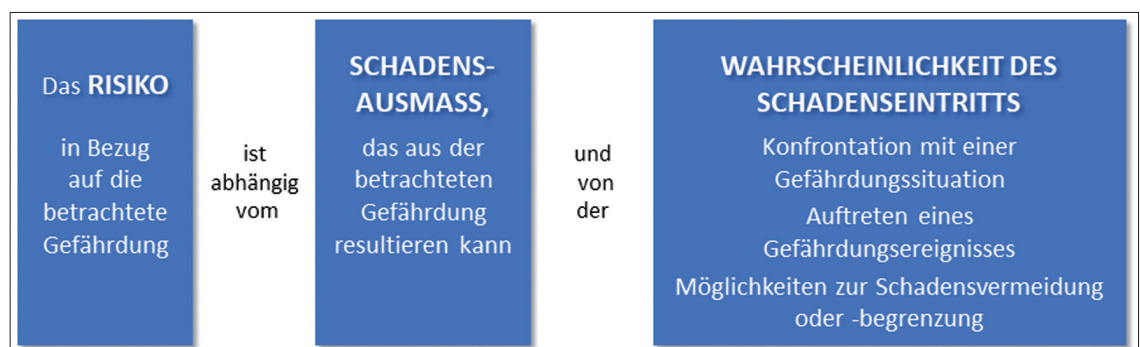 Das RISIKO
in Bezug
auf die
betrachtete
Gefährdung
ist
abhängig
vom
SCHADENS-
AUSMASS,
das aus der
betrachteten
Gefährdung
resultieren kann
und
von
der
WAHRSCHEINLICHKEIT DES
SCHADENSEINTRITTS
Konfrontation mit einer
Gefährdungssituation
Auftreten eines
Gefährdungsereignisses
Möglichkeiten zur Schadensvermeidung
oder -begrenzung